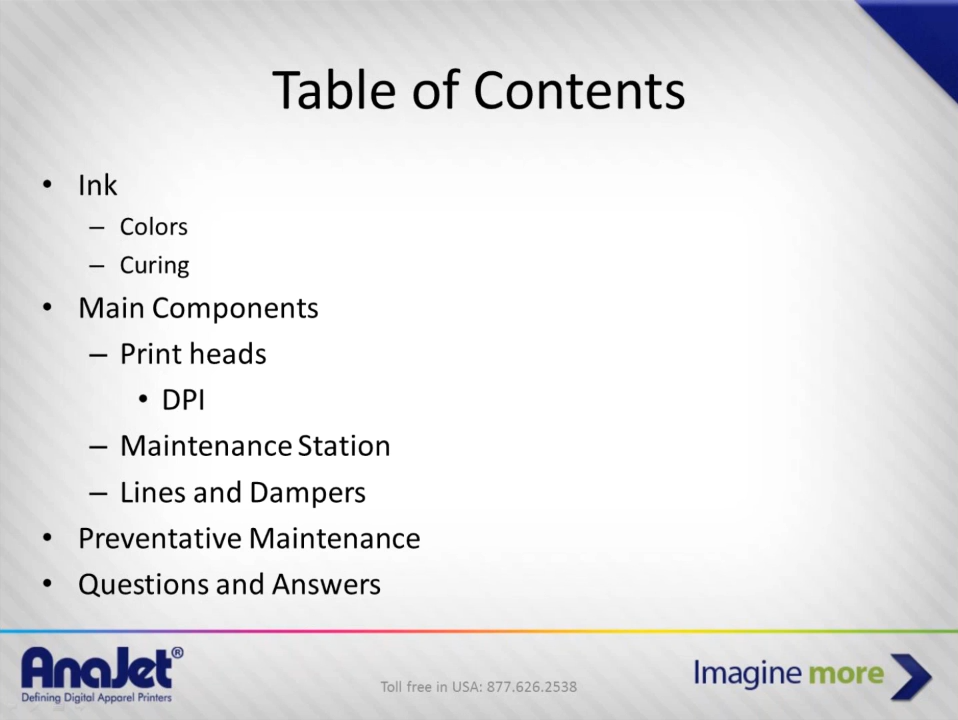 Table of Contents
• Ink
– Colors
– Curing
• Main Components
– Print heads
• DPI
– Maintenance Station
– Lines and Dampers
• Preventative Maintenance
• Questions and Answers
AnaJet®
Defining Digital Apparel Printers
Toll free in USA: 877.626.2538
Imagine more